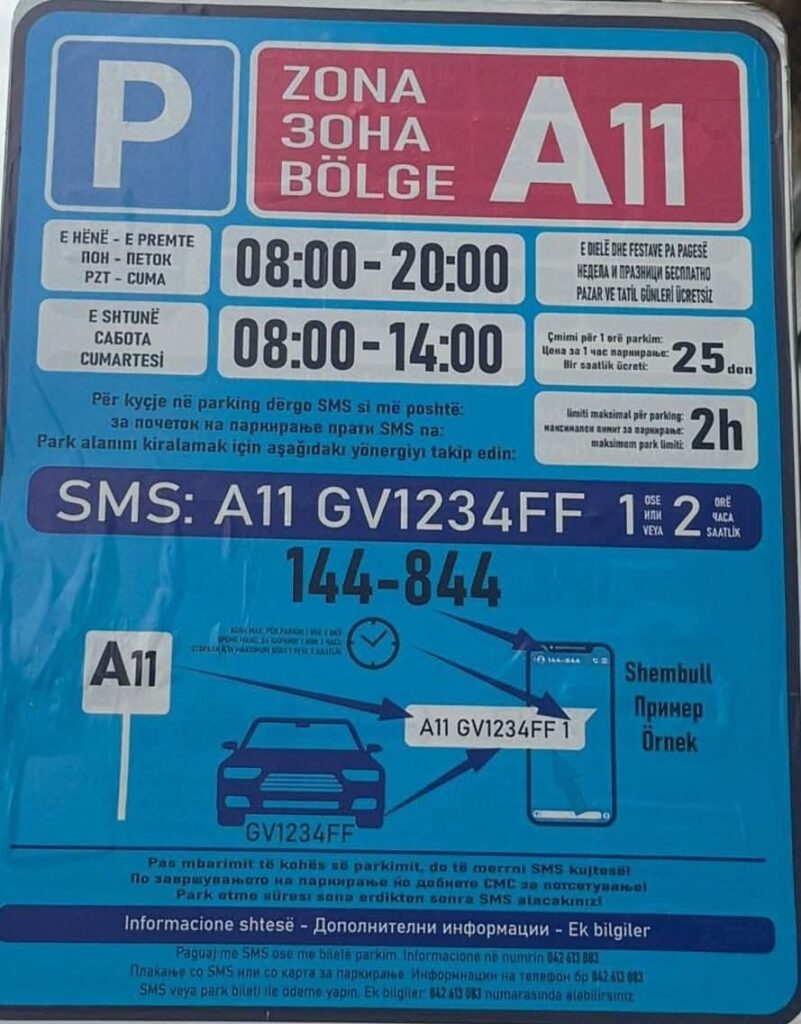 P
ZONA
ЗОНА
BÖLGE
A11
E HËNË - E PREMTE
ПОН - ПЕТОК
PZT - CUMA
08:00 - 20:00
E DIELË DHE FESTAVE PA PAGESË
НЕДЕЛА И ПРАЗНИЦИ БЕСПЛАТНО
PAZAR VE TATIL GÜNLERİ ÜCRETSIZ
E SHTUNË
САБОТА
CUMARTESİ
08:00 - 14:00
Çmimi për 1 orë parkim:
Цена за 1 час паркирање:
Bir saatlik ücreti:
25 den
Për kyçje në parking dërgo SMS si më poshtë:
за почеток на паркирање прати SMS на:
Park alanını kiralamak için aşağıdakı yönergiyı takip edin:
limiti maksimal për parking:
максимален лимит за паркирање:
maksimum park limiti:
2h
SMS: A11 GV1234FF 1 OSE ИЛИ VEYA 2 ORË ЧАСА SAATLİK
144-844
A11
144-844
A11 GV1234FF 1
Shembull
Пример
Örnek
GV1234FF
Pas mbarimit të kohës së parkimit, do të merrni SMS kujtesë!
По завршувањето на паркирање ќе добиете СМС за потсетување!
Park etme süresi sona erdikten sonra SMS alacakınız!
Informacione shtesë - Дополнителни информации - Ek bilgiler
Paguaj me SMS ose me biletë parkim. Informacione në numrin 042 613 083
Плаќање со SMS или со карта за паркирање. Информации на телефон бр 042 613 083
SMS veya park bileti ile ödeme yapın. Ek bilgiler 042 613 083 numarasında alabilirsiniz